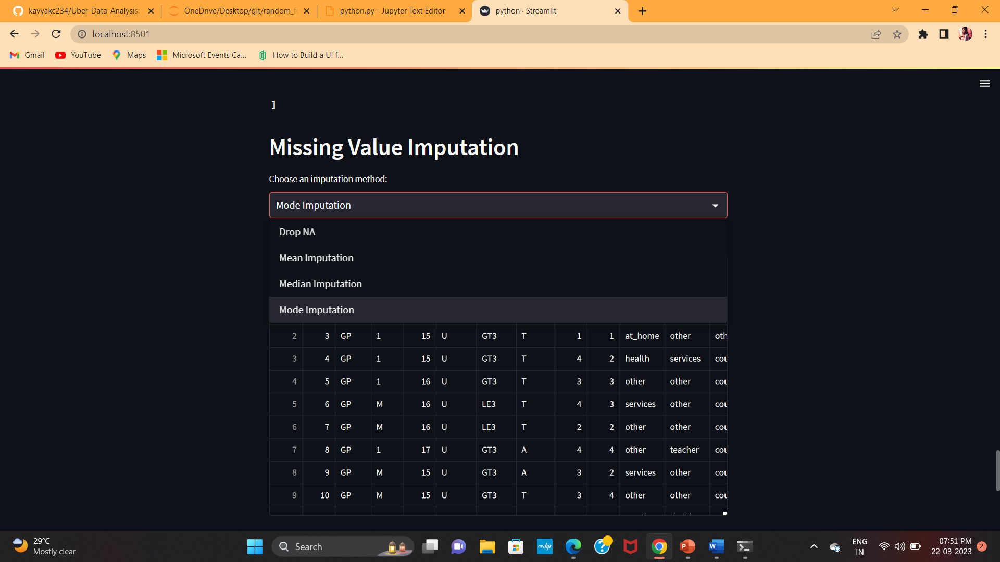 kavyakc234/Uber-Data-Analysis:
OneDrive/Desktop/git/random_f
python.py - Jupyter Text Editor
python · Streamlit
localhost:8501
Gmail
YouTube
Maps
Microsoft Events Ca...
How to Build a UI f...
]
Missing Value Imputation
Choose an imputation method:
Mode Imputation
Drop NA
Mean Imputation
Median Imputation
Mode Imputation
2 3 GP 1 15 U GT3 T 1 1 at_home other oth
3 4 GP 1 15 U GT3 T 4 2 health services cou
4 5 GP 1 16 U GT3 T 3 3 other other cou
5 6 GP M 16 U LE3 T 4 3 services other cou
6 7 GP M 16 U LE3 T 2 2 other other cou
7 8 GP 1 17 U GT3 A 4 4 other teacher cou
8 9 GP M 15 U GT3 A 3 2 services other cou
9 10 GP M 15 U GT3 T 3 4 other other cou
29°C
Mostly clear
Search
myhp
ENG
IN
07:51 PM
22-03-2023
2